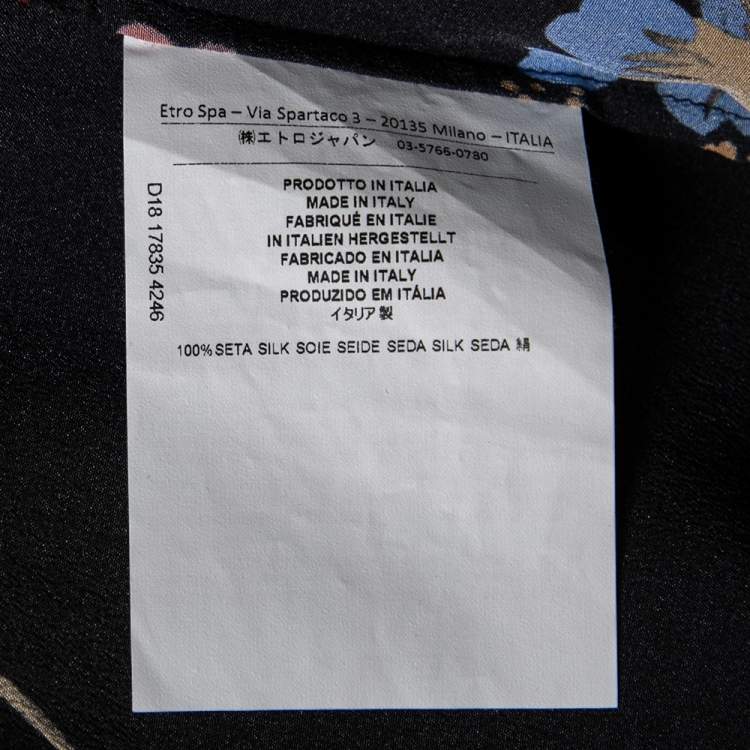 Etro Spa – Via Spartaco 3 – 20135 Milano – ITALIA
㈱エトロジャパン 03-5766-0780
PRODOTTO IN ITALIA
MADE IN ITALY
FABRIQUÉ EN ITALIE
IN ITALIEN HERGESTELLT
FABRICADO EN ITALIA
MADE IN ITALY
PRODUZIDO EM ITÁLIA
イタリア製
D18 17835 4246
100% SETA SILK SOIE SEIDE SEDA SILK SEDA 絹